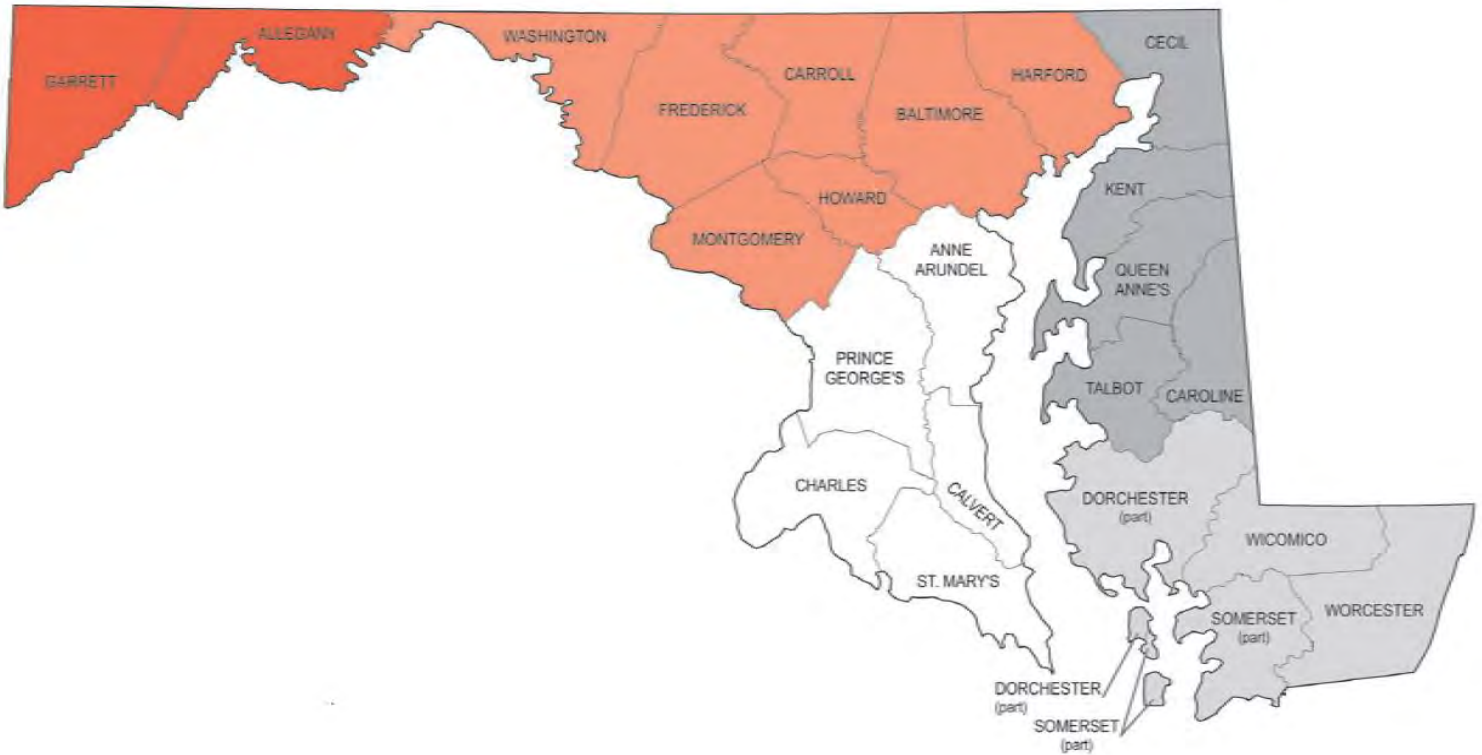 GARRETT
ALLEGANY
WASHINGTON
FREDERICK
CARROLL
BALTIMORE
HARFORD
CECIL
KENT
HOWARD
MONTGOMERY
ANNE
ARUNDEL
QUEEN
ANNE'S
PRINCE
GEORGE'S
TALBOT
CAROLINE
CHARLES
CALVERT
DORCHESTER
(part)
WICOMICO
ST. MARY'S
SOMERSET
(part)
WORCESTER
DORCHESTER
(part)
SOMERSET
(part)